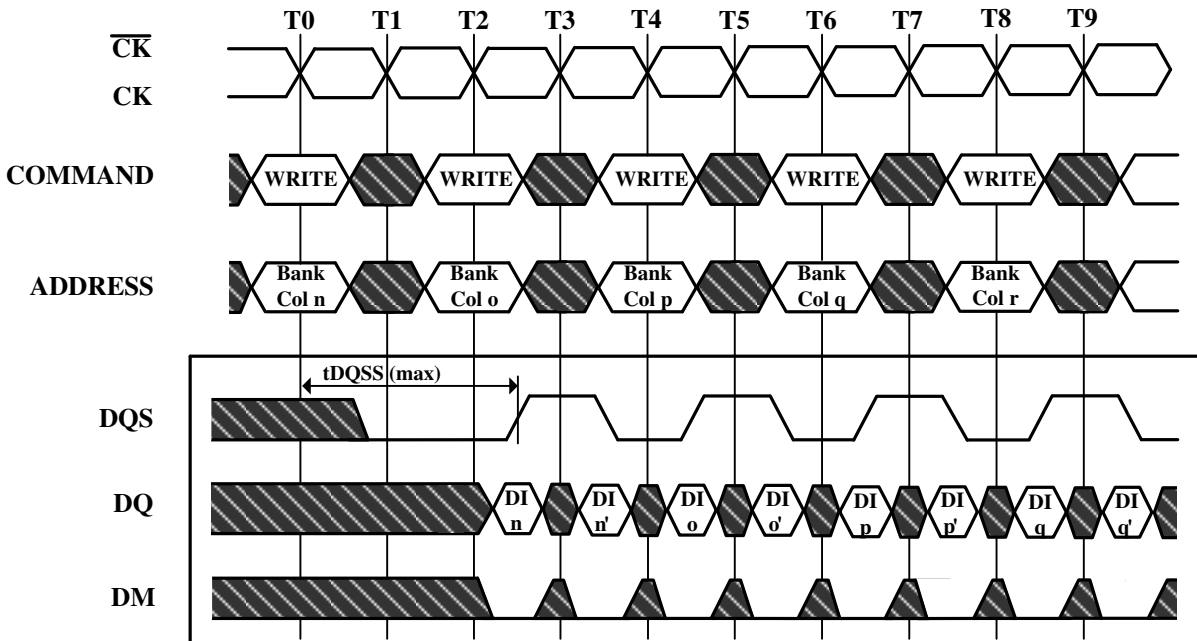 T0 T1 T2 T3 T4 T5 T6 T7 T8 T9
CK
CK
COMMAND
WRITE WRITE WRITE WRITE WRITE
ADDRESS
Bank Bank Bank Bank Bank
Col n Col o Col p Col q Col r
tDQSS (max)
DQS
DQ
DI DI DI DI DI DI DI DI
n n' o o' p p' q q'
DM